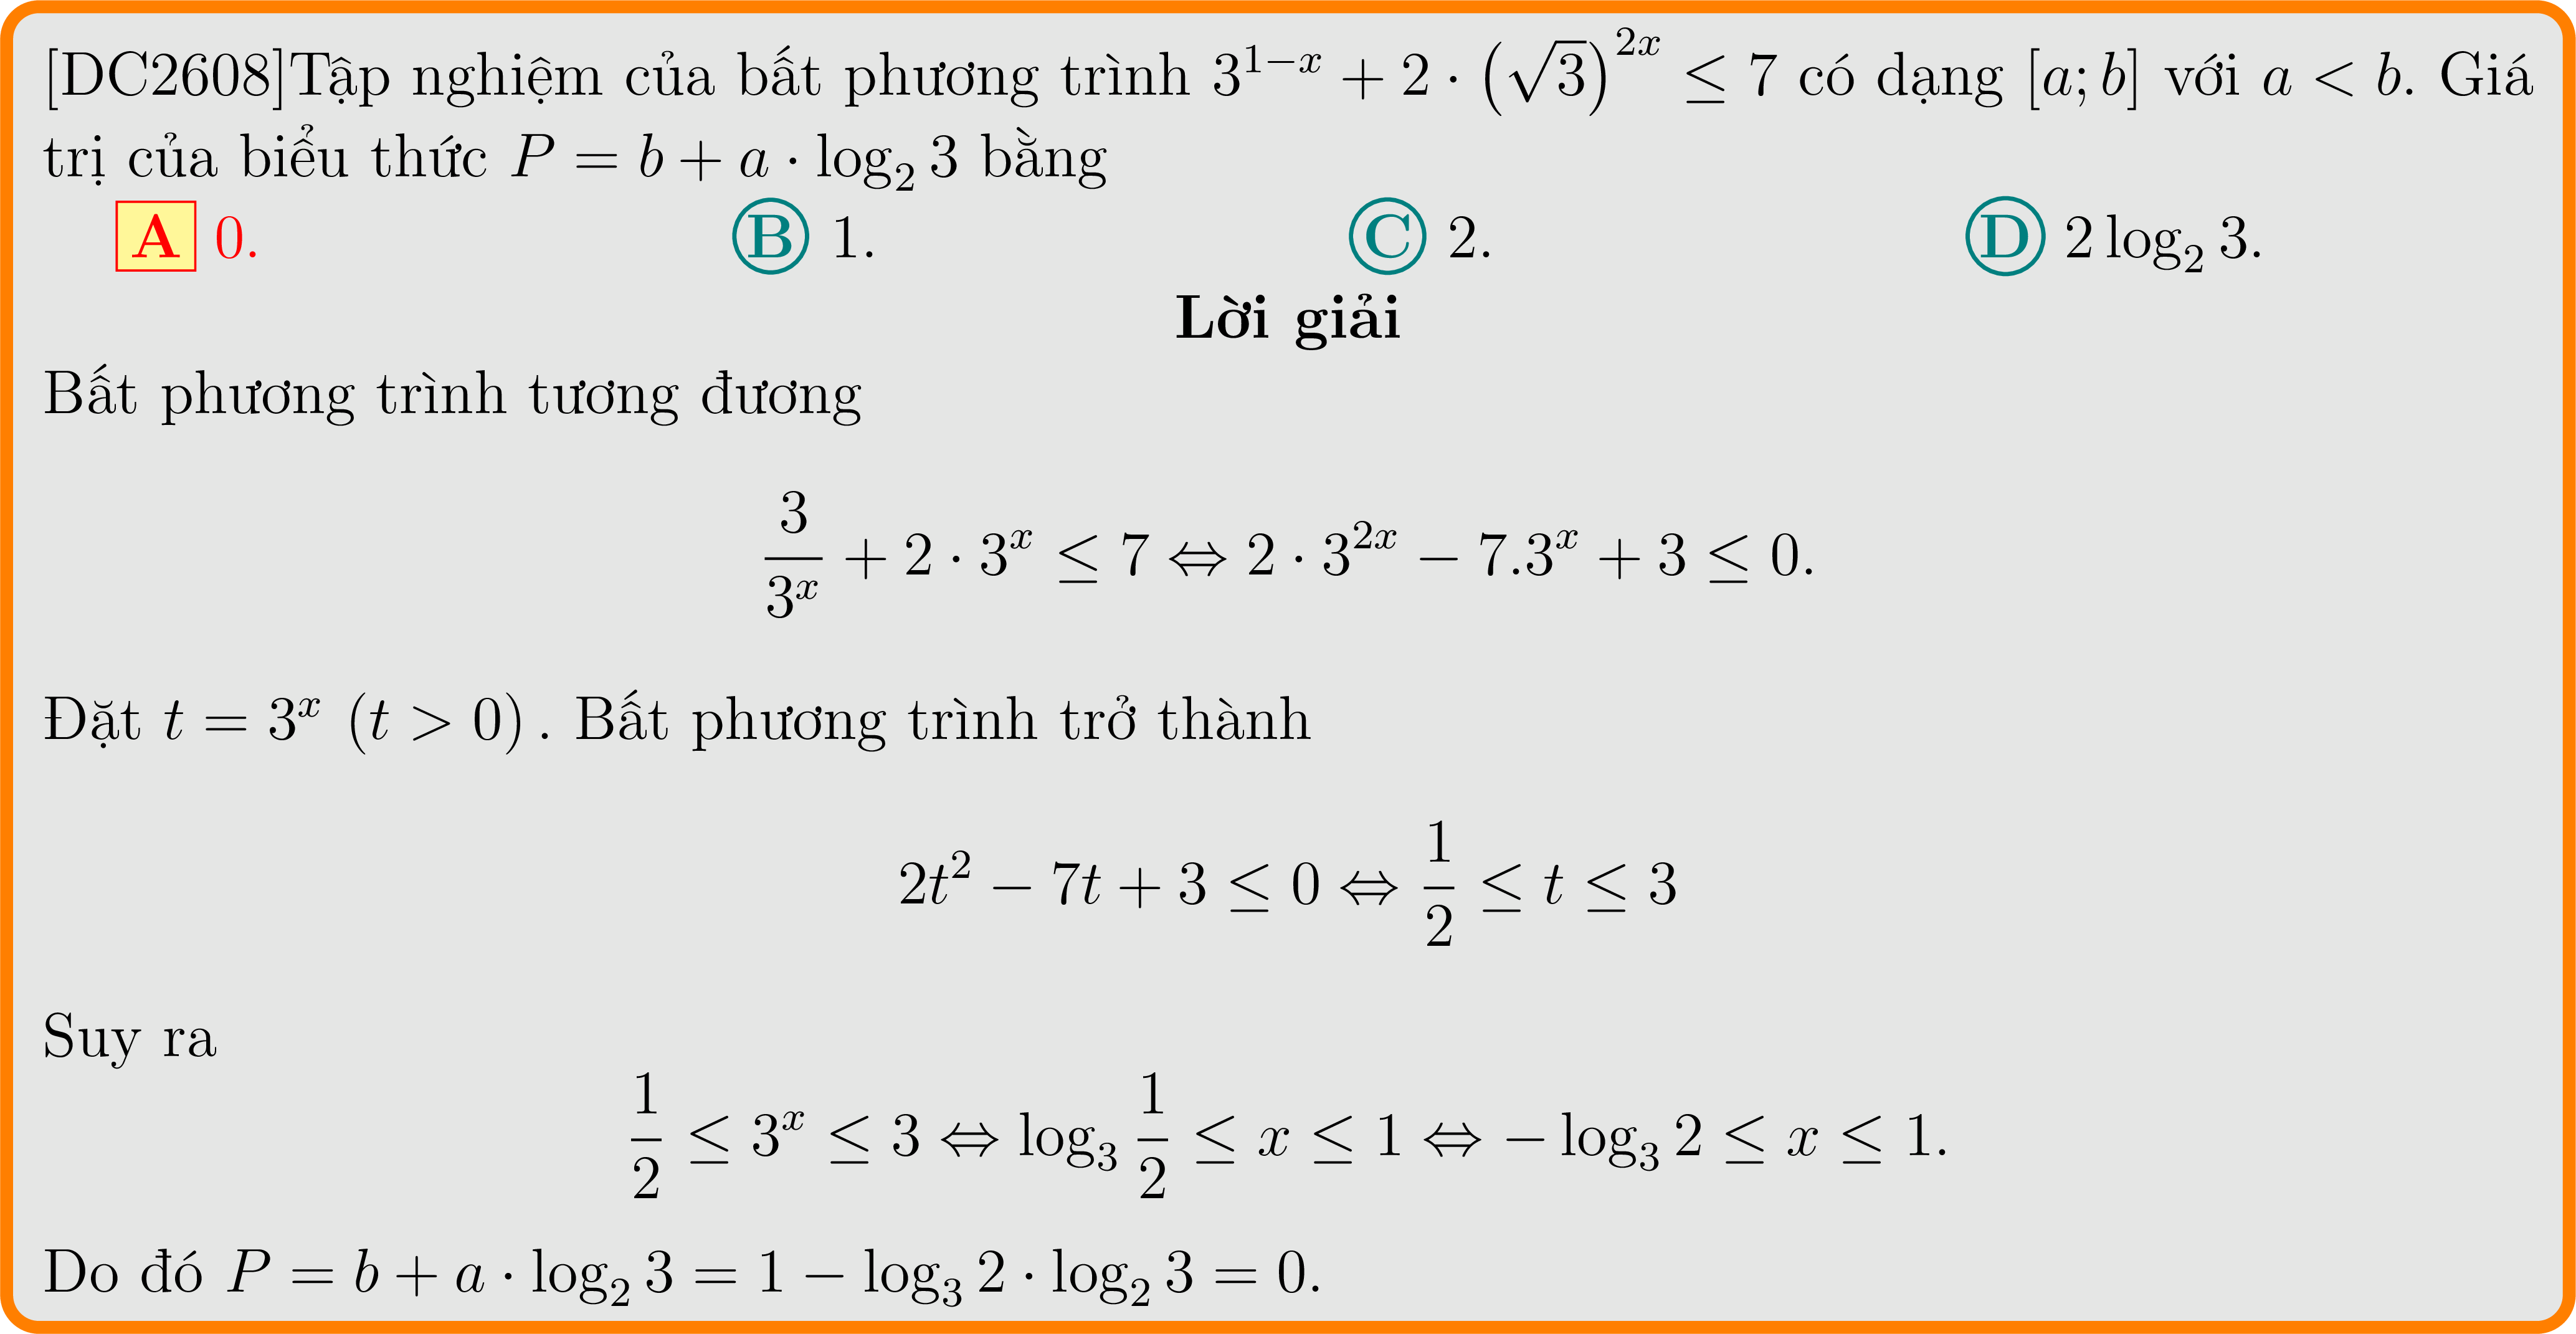 [DC2608]Tập nghiệm của bất phương trình $3^{1-x} + 2 \cdot (\sqrt{3})^{2x} \leq 7$ có dạng $[a; b]$ với $a < b$. Giá
trị của biểu thức $P = b + a \cdot \log_2 3$ bằng
A 0. B 1. C 2. D $2 \log_2 3$.
Lời giải
Bất phương trình tương đương
$\frac{3}{3^x} + 2 \cdot 3^x \leq 7 \Leftrightarrow 2 \cdot 3^{2x} - 7.3^x + 3 \leq 0.$
Đặt $t = 3^x$ $(t > 0)$. Bất phương trình trở thành
$2t^2 - 7t + 3 \leq 0 \Leftrightarrow \frac{1}{2} \leq t \leq 3$
Suy ra
$\frac{1}{2} \leq 3^x \leq 3 \Leftrightarrow \log_3 \frac{1}{2} \leq x \leq 1 \Leftrightarrow -\log_3 2 \leq x \leq 1.$
Do đó $P = b + a \cdot \log_2 3 = 1 - \log_3 2 \cdot \log_2 3 = 0.$